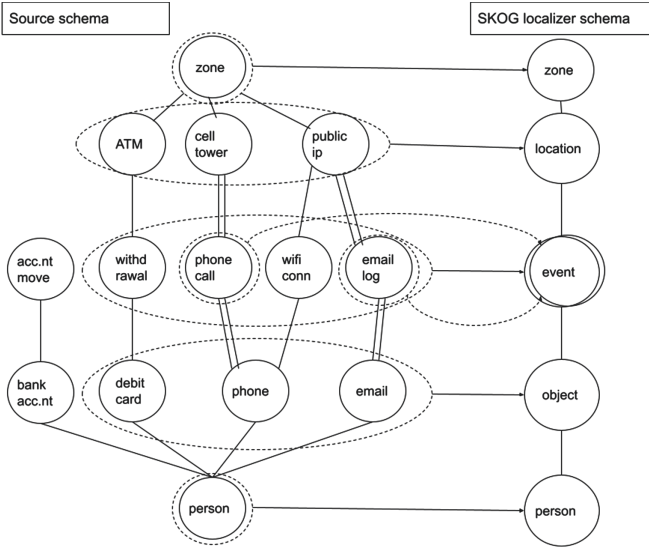 Source schema
SKOG localizer schema
zone
zone
ATM
cell
tower
public
ip
location
acc.nt
move
withd
rawal
phone
call
wifi
conn
email
log
event
bank
acc.nt
debit
card
phone
email
object
person
person